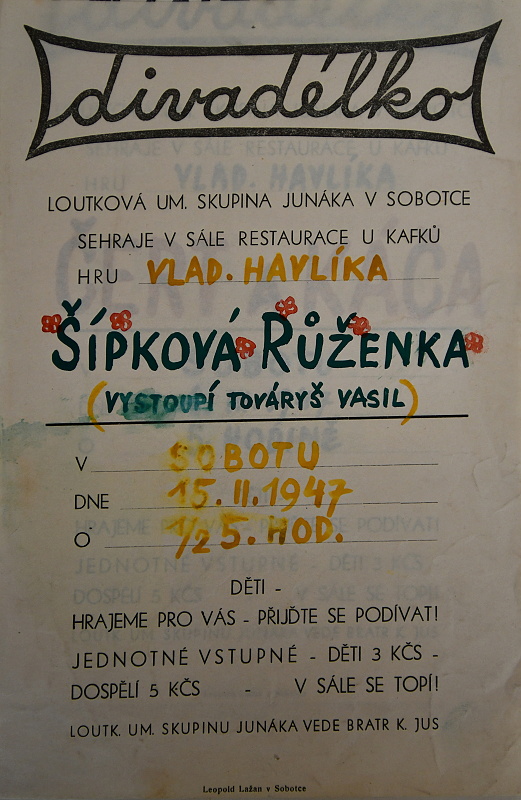 divadélko
LOUTKOVÁ UM. SKUPINA JUNÁKA V SOBOTCE
SEHRAJE V SÁLE RESTAURACE U KAFKŮ
HRU VLAD. HAVLÍKA
ŠÍPKOVÁ RŮŽENKA
(VYSTOUPÍ TOVÁRYŠ VASIL)
V SOBOTU
DNE 15.II.1947
O ½5. HOD.
DĚTI -
HRAJEME PRO VÁS - PŘIJĎTE SE PODÍVAT!
JEDNOTNÉ VSTUPNÉ - DĚTI 3 KČS -
DOSPĚLÍ 5 KČS - V SÁLE SE TOPÍ!
LOUTK. UM. SKUPINU JUNÁKA VEDE BRATR K. JUS
Leopold Lažan v Sobotce